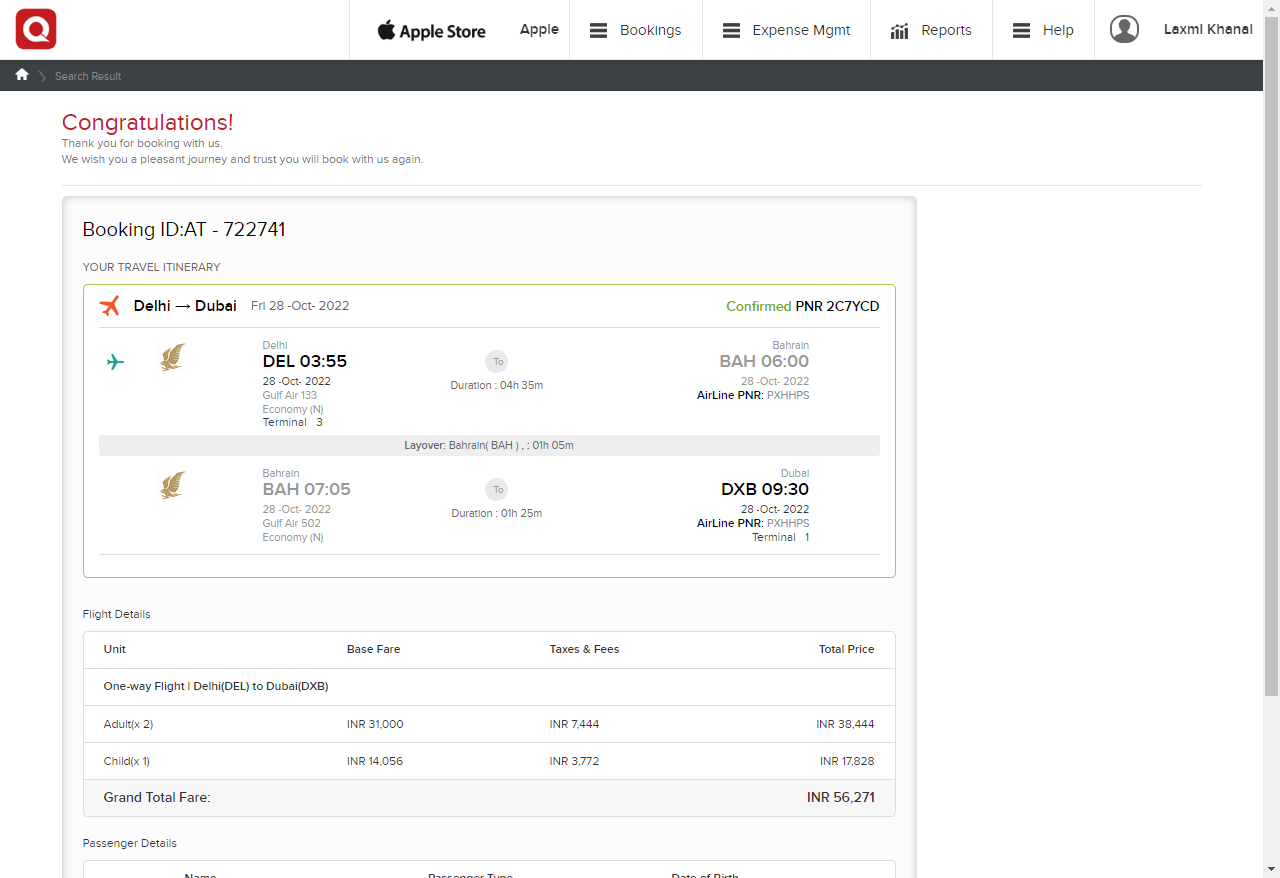 Apple Store
Apple
Bookings
Expense Mgmt
Reports
Help
Laxmi Khanal
Search Result
Congratulations!
Thank you for booking with us.
We wish you a pleasant journey and trust you will book with us again.
Booking ID:AT - 722741
YOUR TRAVEL ITINERARY
Delhi → Dubai Fri 28 -Oct- 2022 Confirmed PNR 2C7YCD
Delhi Bahrain
DEL 03:55 To BAH 06:00
28 -Oct- 2022 Duration : 04h 35m 28 -Oct- 2022
Gulf Air 133 AirLine PNR: PXHHPS
Economy (N)
Terminal 3
Layover: Bahrain( BAH ) , : 01h 05m
Bahrain Dubai
BAH 07:05 To DXB 09:30
28 -Oct- 2022 Duration : 01h 25m 28 -Oct- 2022
Gulf Air 502 AirLine PNR: PXHHPS
Economy (N) Terminal 1
Flight Details
Unit Base Fare Taxes & Fees Total Price
One-way Flight | Delhi(DEL) to Dubai(DXB)
Adult(x 2) INR 31,000 INR 7,444 INR 38,444
Child(x 1) INR 14,056 INR 3,772 INR 17,828
Grand Total Fare: INR 56,271
Passenger Details
Name Passenger Type Date of Birth